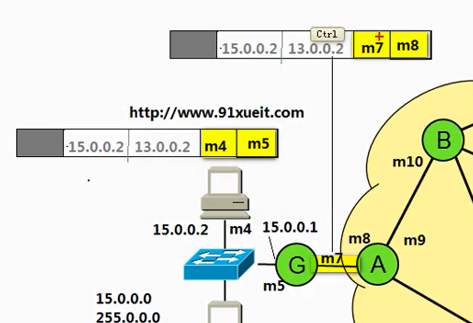 Ctrl
15.0.0.2 13.0.0.2 m7 m8
http://www.91xueit.com
15.0.0.2 13.0.0.2 m4 m5
B
m10
15.0.0.2 m4 15.0.0.1
m8 m9
G m7 A
m5
15.0.0.0
255.0.0.0